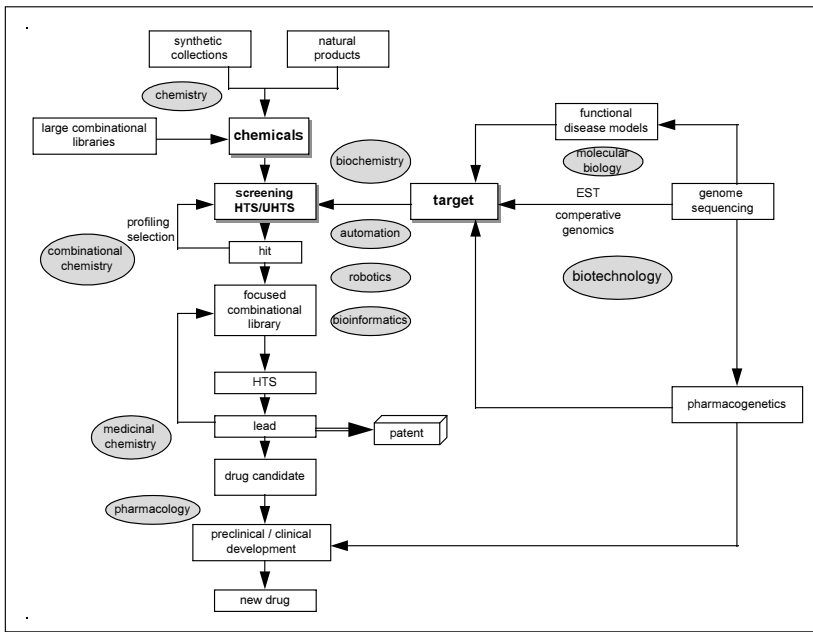 synthetic
collections
natural
products
chemistry
large combinational
libraries
chemicals
functional
disease models
biochemistry
molecular
biology
screening
HTS/UHTS
target
EST
genome
sequencing
profiling
selection
automation
comperative
genomics
hit
combinational
chemistry
robotics
biotechnology
focused
combinational
library
bioinformatics
HTS
pharmacogenetics
medicinal
chemistry
lead
patent
drug candidate
pharmacology
preclinical / clinical
development
new drug